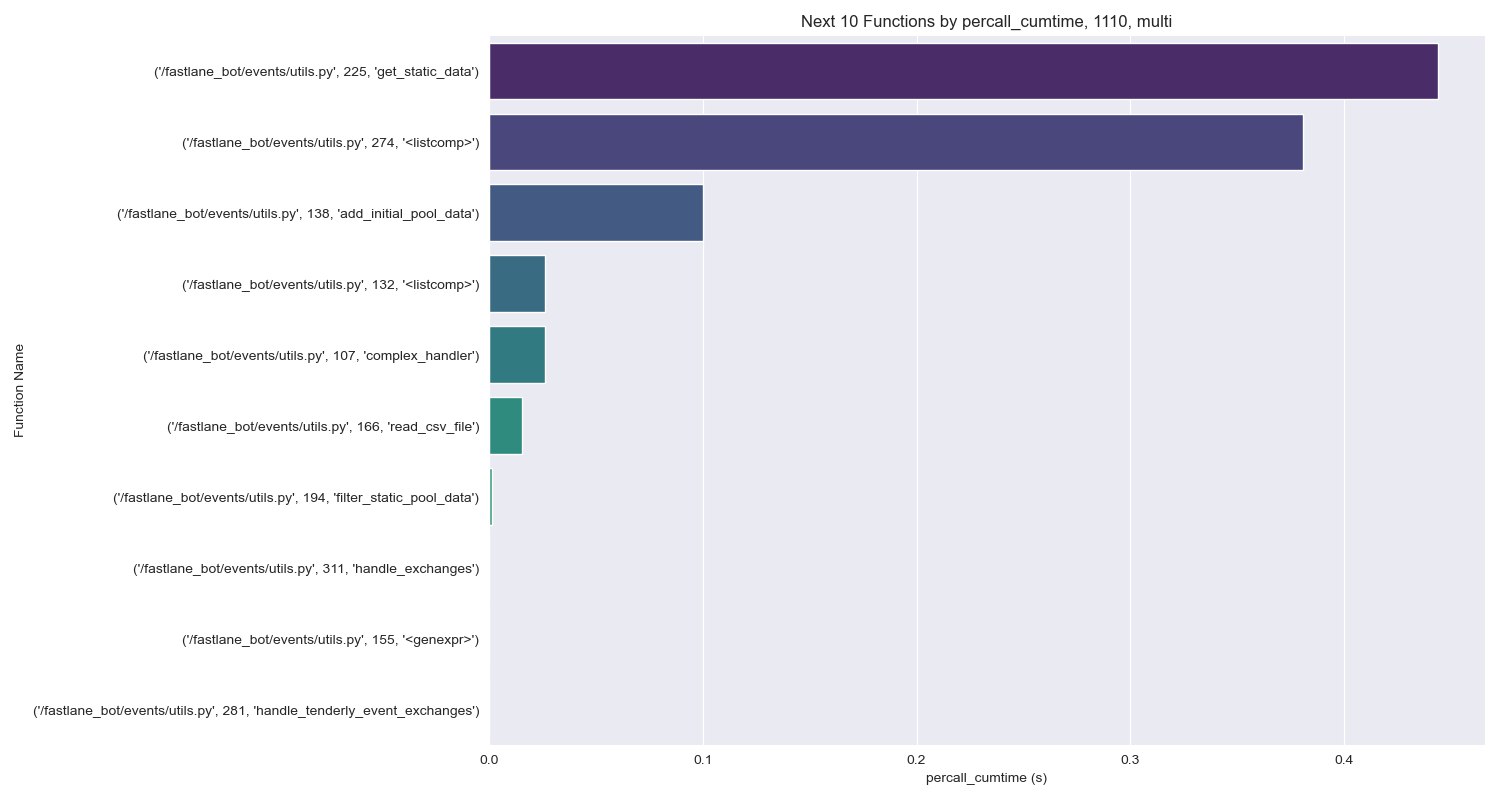 Next 10 Functions by percall_cumtime, 1110, multi
('/fastlane_bot/events/utils.py', 225, 'get_static_data')
('/fastlane_bot/events/utils.py', 274, '<listcomp>')
('/fastlane_bot/events/utils.py', 138, 'add_initial_pool_data')
('/fastlane_bot/events/utils.py', 132, '<listcomp>')
('/fastlane_bot/events/utils.py', 107, 'complex_handler')
('/fastlane_bot/events/utils.py', 166, 'read_csv_file')
('/fastlane_bot/events/utils.py', 194, 'filter_static_pool_data')
('/fastlane_bot/events/utils.py', 311, 'handle_exchanges')
('/fastlane_bot/events/utils.py', 155, '<genexpr>')
('/fastlane_bot/events/utils.py', 281, 'handle_tenderly_event_exchanges')
Function Name
0.0 0.1 0.2 0.3 0.4
percall_cumtime (s)